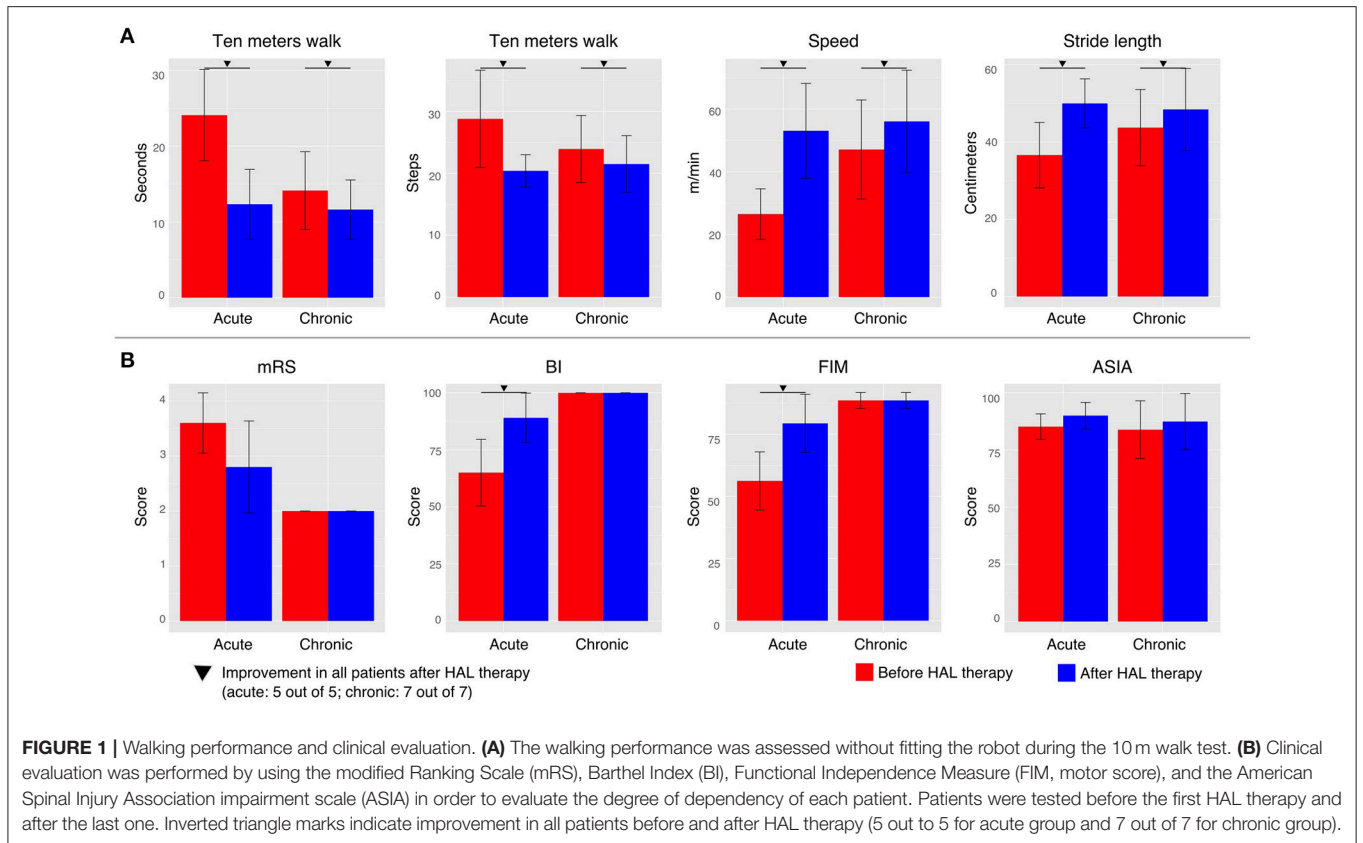 A
Ten meters walk
Ten meters walk
Speed
Stride length
Seconds
30
20
10
0
Acute
Chronic
Steps
30
20
10
0
Acute
Chronic
m/min
60
40
20
0
Acute
Chronic
Centimeters
60
40
20
0
Acute
Chronic
B
mRS
BI
FIM
ASIA
Score
4
3
2
1
0
Acute
Chronic
Score
100
75
50
25
0
Acute
Chronic
Score
75
50
25
0
Acute
Chronic
Score
100
75
50
25
0
Acute
Chronic
▼ Improvement in all patients after HAL therapy
(acute: 5 out of 5; chronic: 7 out of 7)
Before HAL therapy
After HAL therapy
FIGURE 1 | Walking performance and clinical evaluation. (A) The walking performance was assessed without fitting the robot during the 10 m walk test. (B) Clinical
evaluation was performed by using the modified Ranking Scale (mRS), Barthel Index (BI), Functional Independence Measure (FIM, motor score), and the American
Spinal Injury Association impairment scale (ASIA) in order to evaluate the degree of dependency of each patient. Patients were tested before the first HAL therapy and
after the last one. Inverted triangle marks indicate improvement in all patients before and after HAL therapy (5 out to 5 for acute group and 7 out of 7 for chronic group).